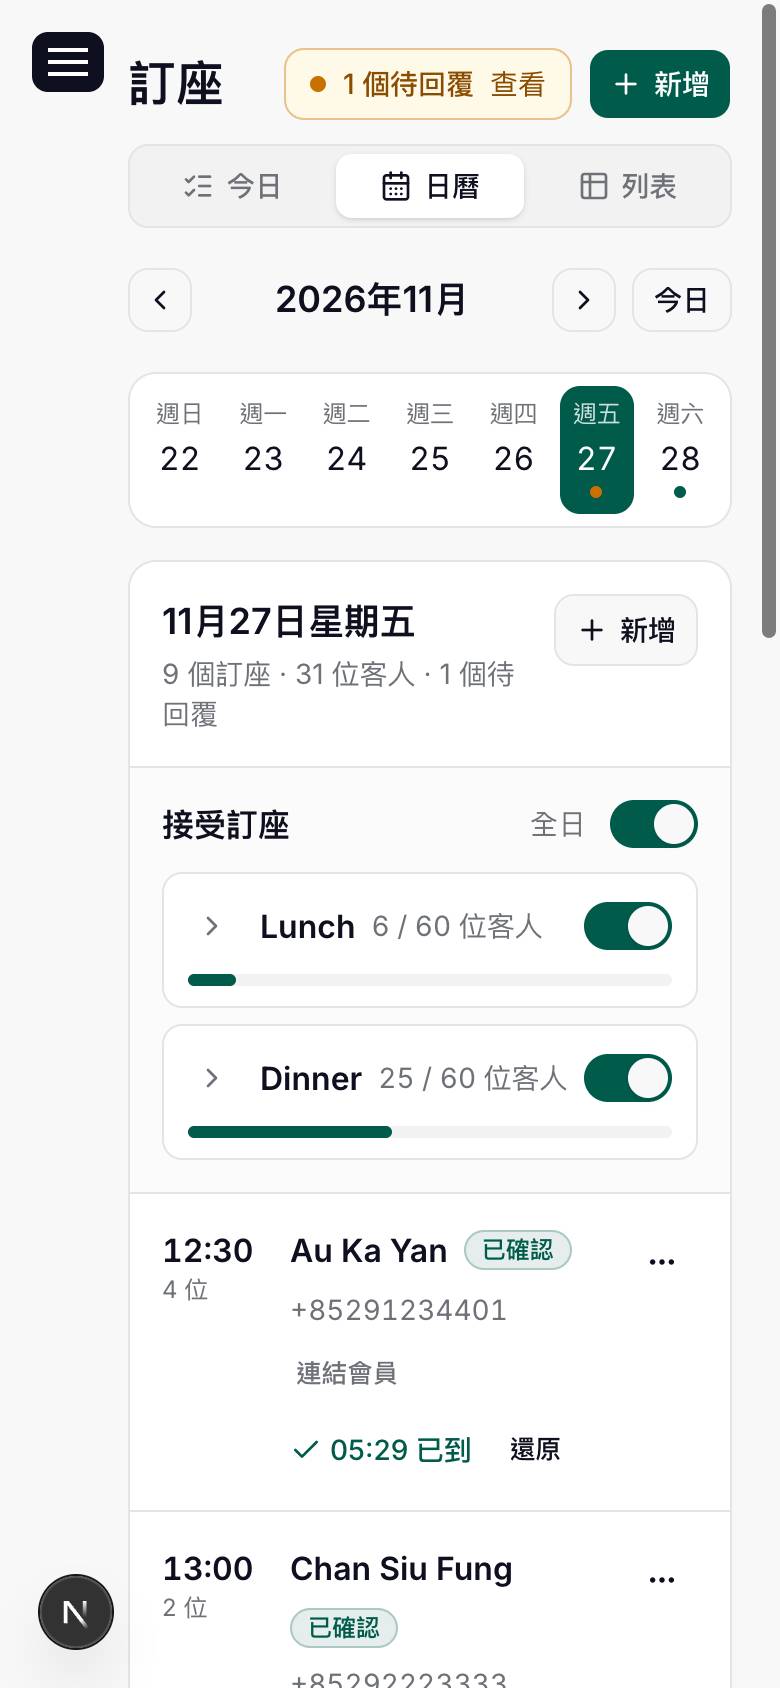 訂座
1 個待回覆 查看
新增
今日
日曆
列表
2026年11月
今日
週日 週一 週二 週三 週四 週五 週六
22 23 24 25 26 27 28
11月27日星期五
新增
9 個訂座 · 31 位客人 · 1 個待
回覆
接受訂座 全日
Lunch 6 / 60 位客人
Dinner 25 / 60 位客人
12:30 Au Ka Yan 已確認
4 位
+85291234401
連結會員
05:29 已到 還原
13:00 Chan Siu Fung
2 位
已確認
+85292223333
N